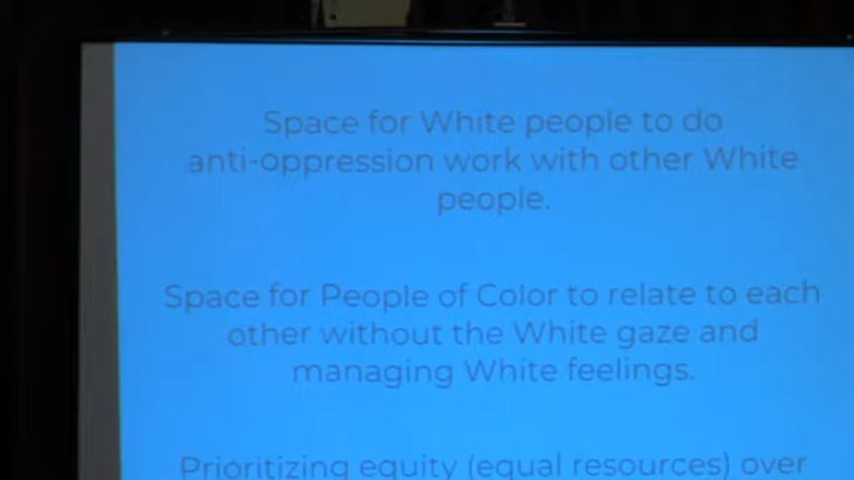 Space for White people to do
anti-oppression work with other White
people.
Space for People of Color to relate to each
other without the White gaze and
managing White feelings.
Prioritizing equity (equal resources) over